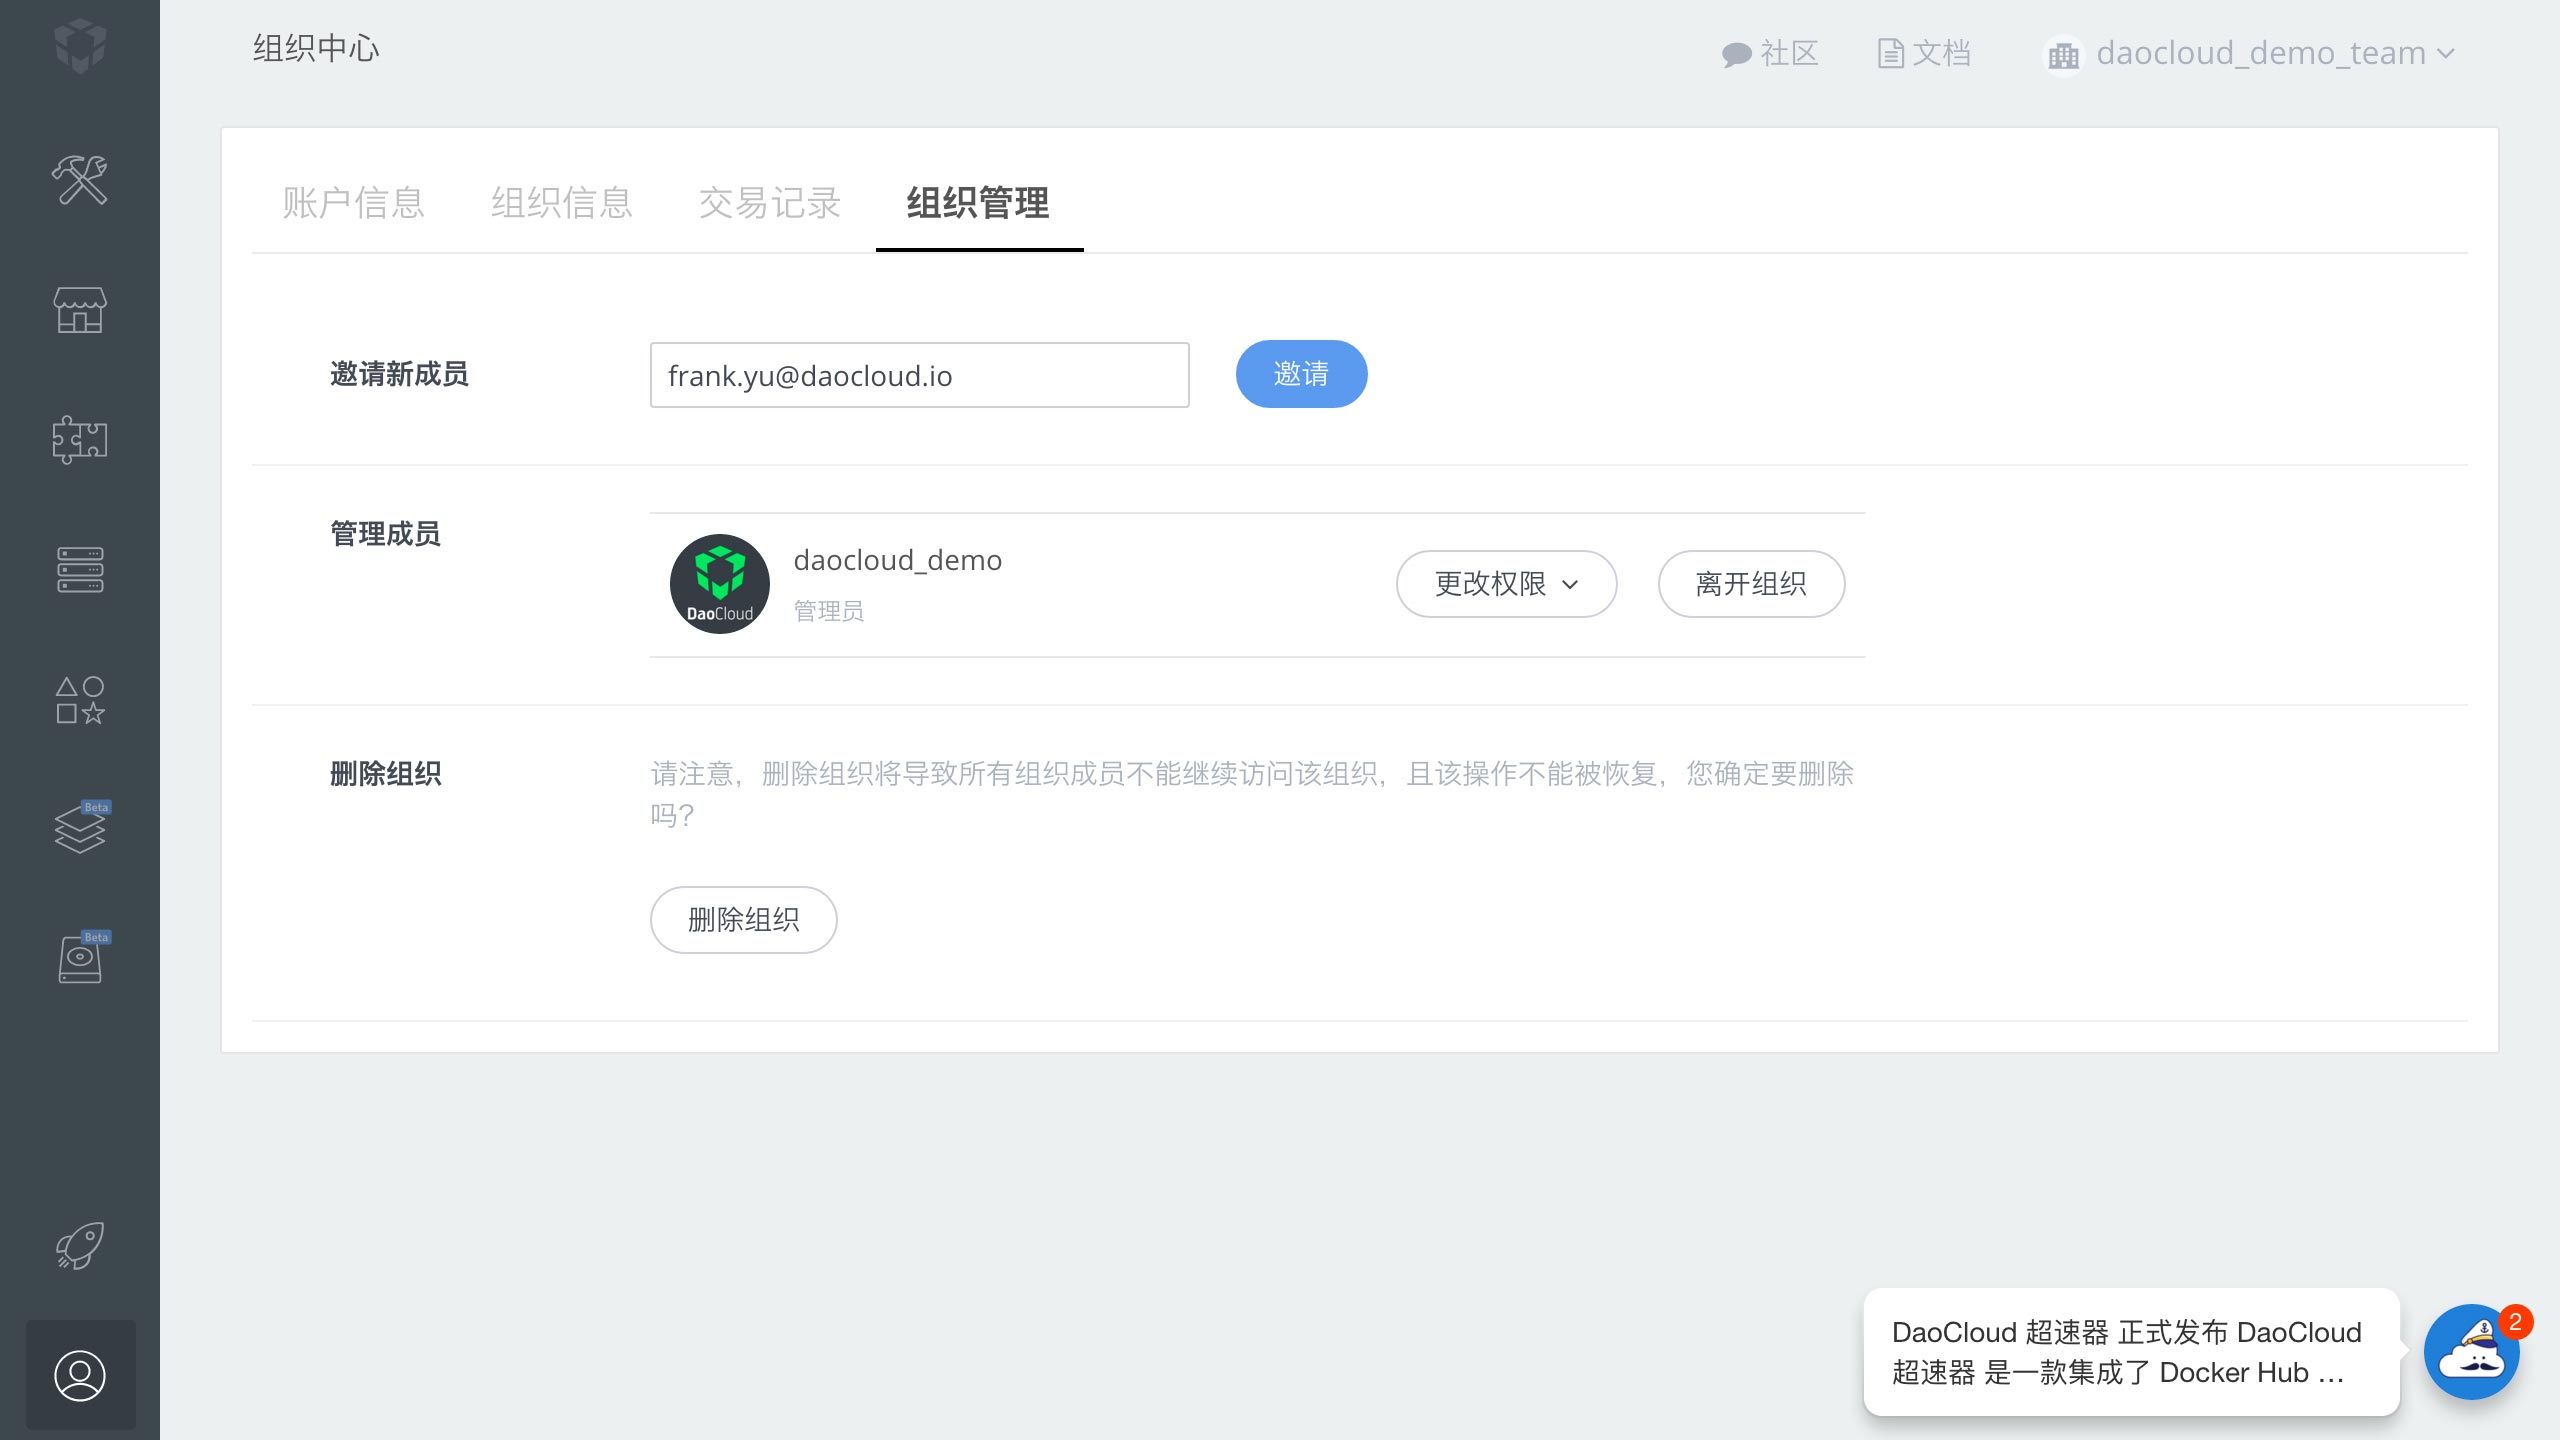 组织中心
社区
文档
daocloud_demo_team
账户信息
组织信息
交易记录
组织管理
邀请新成员
frank.yu@daocloud.io
邀请
管理成员
DaoCloud
daocloud_demo
管理员
更改权限
离开组织
删除组织
请注意，删除组织将导致所有组织成员不能继续访问该组织，且该操作不能被恢复，您确定要删除
吗？
删除组织
Beta
Beta
DaoCloud 超速器 正式发布 DaoCloud
超速器 是一款集成了 Docker Hub ...
2